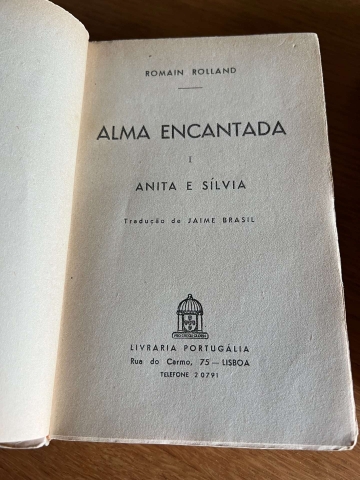 ROMAIN ROLLAND
ALMA ENCANTADA
I
ANITA E SÍLVIA
Tradução de JAIME BRASIL
LIVRARIA PORTUGÁLIA
Rua do Carmo, 75 — LISBOA
TELEFONE 20791